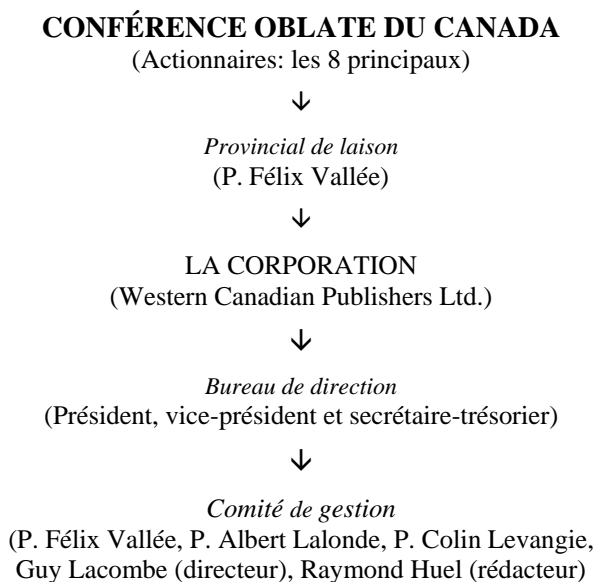 CONFÉRENCE OBLATE DU CANADA
(Actionnaires: les 8 principaux)
↓
Provincial de laison
(P. Félix Vallée)
↓
LA CORPORATION
(Western Canadian Publishers Ltd.)
↓
Bureau de direction
(Président, vice-président et secrétaire-trésorier)
↓
Comité de gestion
(P. Félix Vallée, P. Albert Lalonde, P. Colin Levangie,
Guy Lacombe (directeur), Raymond Huel (rédacteur)